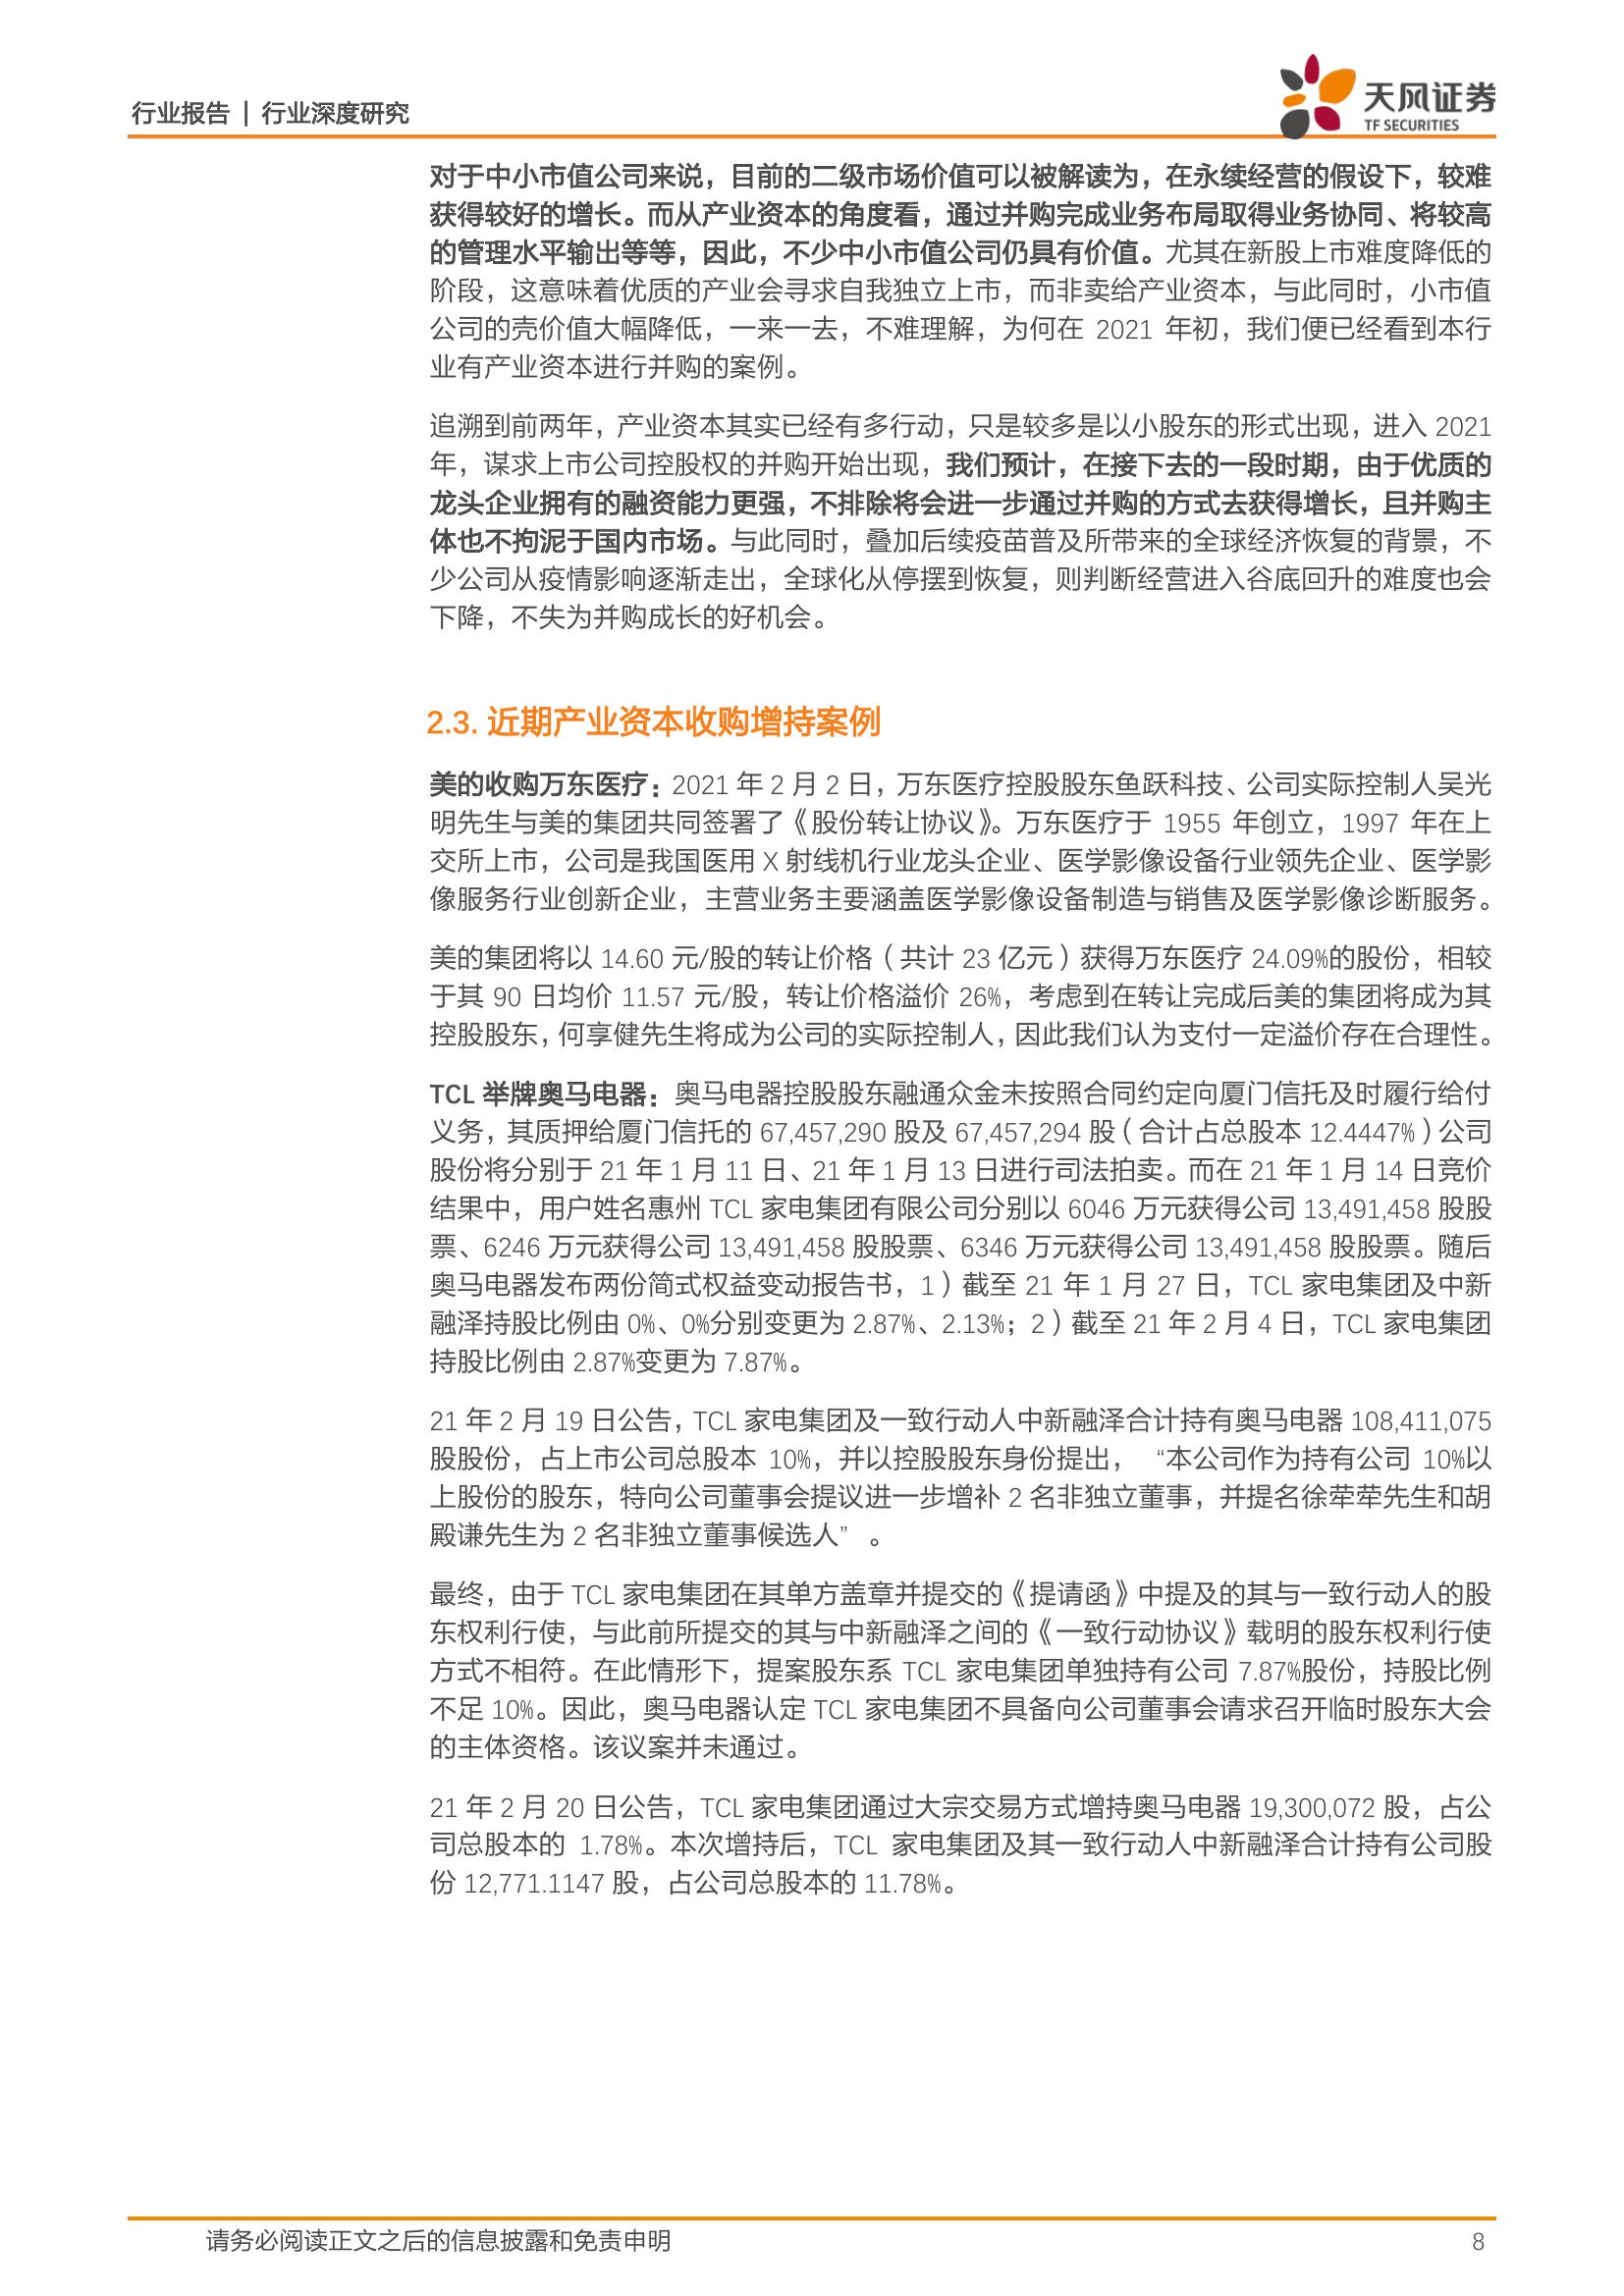 行业报告 | 行业深度研究
天风证券
TF SECURITIES
对于中小市值公司来说，目前的二级市场价值可以被解读为，在永续经营的假设下，较难
获得较好的增长。而从产业资本的角度看，通过并购完成业务布局取得业务协同、将较高
的管理水平输出等等，因此，不少中小市值公司仍具有价值。尤其在新股上市难度降低的
阶段，这意味着优质的产业会寻求自我独立上市，而非卖给产业资本，与此同时，小市值
公司的壳价值大幅降低，一来一去，不难理解，为何在 2021 年初，我们便已经看到本行
业有产业资本进行并购的案例。
追溯到前两年，产业资本其实已经有多行动，只是较多是以小股东的形式出现，进入 2021
年，谋求上市公司控股权的并购开始出现，我们预计，在接下去的一段时期，由于优质的
龙头企业拥有的融资能力更强，不排除将会进一步通过并购的方式去获得增长，且并购主
体也不拘泥于国内市场。与此同时，叠加后续疫苗普及所带来的全球经济恢复的背景，不
少公司从疫情影响逐渐走出，全球化从停摆到恢复，则判断经营进入谷底回升的难度也会
下降，不失为并购成长的好机会。
2.3. 近期产业资本收购增持案例
美的收购万东医疗：2021 年 2 月 2 日，万东医疗控股股东鱼跃科技、公司实际控制人吴光
明先生与美的集团共同签署了《股份转让协议》。万东医疗于 1955 年创立，1997 年在上
交所上市，公司是我国医用 X 射线机行业龙头企业、医学影像设备行业领先企业、医学影
像服务行业创新企业，主营业务主要涵盖医学影像设备制造与销售及医学影像诊断服务。
美的集团将以 14.60 元/股的转让价格（共计 23 亿元）获得万东医疗 24.09%的股份，相较
于其 90 日均价 11.57 元/股，转让价格溢价 26%，考虑到在转让完成后美的集团将成为其
控股股东，何享健先生将成为公司的实际控制人，因此我们认为支付一定溢价存在合理性。
TCL 举牌奥马电器：奥马电器控股股东融通众金未按照合同约定向厦门信托及时履行给付
义务，其质押给厦门信托的 67,457,290 股及 67,457,294 股（合计占总股本 12.4447%）公司
股份将分别于 21 年 1 月 11 日、21 年 1 月 13 日进行司法拍卖。而在 21 年 1 月 14 日竞价
结果中，用户姓名惠州 TCL 家电集团有限公司分别以 6046 万元获得公司 13,491,458 股股
票、6246 万元获得公司 13,491,458 股股票、6346 万元获得公司 13,491,458 股股票。随后
奥马电器发布两份简式权益变动报告书，1）截至 21 年 1 月 27 日，TCL 家电集团及中新
融泽持股比例由 0%、0%分别变更为 2.87%、2.13%；2）截至 21 年 2 月 4 日，TCL 家电集团
持股比例由 2.87%变更为 7.87%。
21 年 2 月 19 日公告，TCL 家电集团及一致行动人中新融泽合计持有奥马电器 108,411,075
股股份，占上市公司总股本 10%，并以控股股东身份提出，“本公司作为持有公司 10%以
上股份的股东，特向公司董事会提议进一步增补 2 名非独立董事，并提名徐荦荦先生和胡
殿谦先生为 2 名非独立董事候选人”。
最终，由于 TCL 家电集团在其单方盖章并提交的《提请函》中提及的其与一致行动人的股
东权利行使，与此前所提交的其与中新融泽之间的《一致行动协议》载明的股东权利行使
方式不相符。在此情形下，提案股东系 TCL 家电集团单独持有公司 7.87%股份，持股比例
不足 10%。因此，奥马电器认定 TCL 家电集团不具备向公司董事会请求召开临时股东大会
的主体资格。该议案并未通过。
21 年 2 月 20 日公告，TCL 家电集团通过大宗交易方式增持奥马电器 19,300,072 股，占公
司总股本的 1.78%。本次增持后，TCL 家电集团及其一致行动人中新融泽合计持有公司股
份 12,771.1147 股，占公司总股本的 11.78%。
请务必阅读正文之后的信息披露和免责申明
8